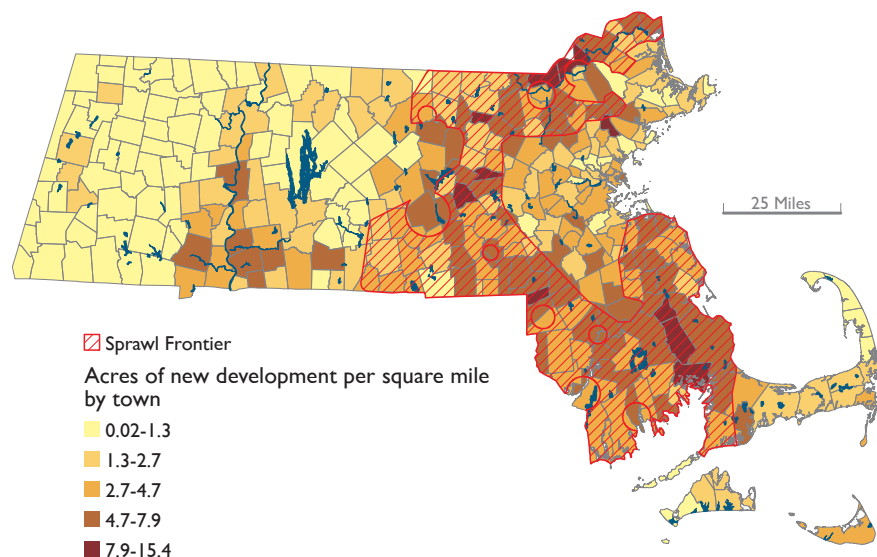 25 Miles
Sprawl Frontier
Acres of new development per square mile
by town
0.02-1.3
1.3-2.7
2.7-4.7
4.7-7.9
7.9-15.4